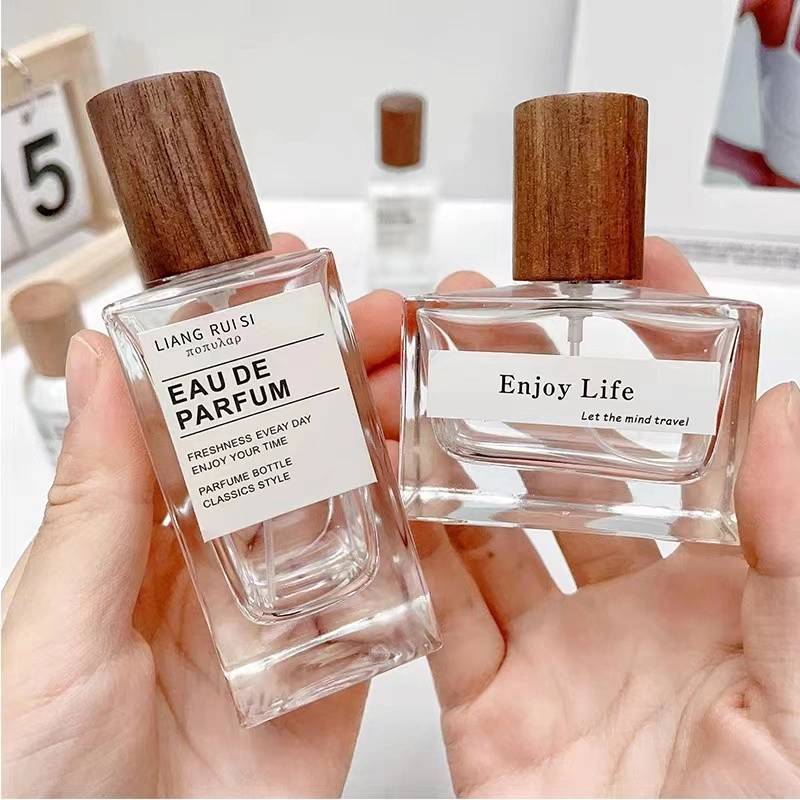 5
LIANG RUI SI
ποπυλαρ
EAU DE
PARFUM
FRESHNESS EVEAY DAY
ENJOY YOUR TIME
PARFUME BOTTLE
CLASSICS STYLE
Enjoy Life
Let the mind travel